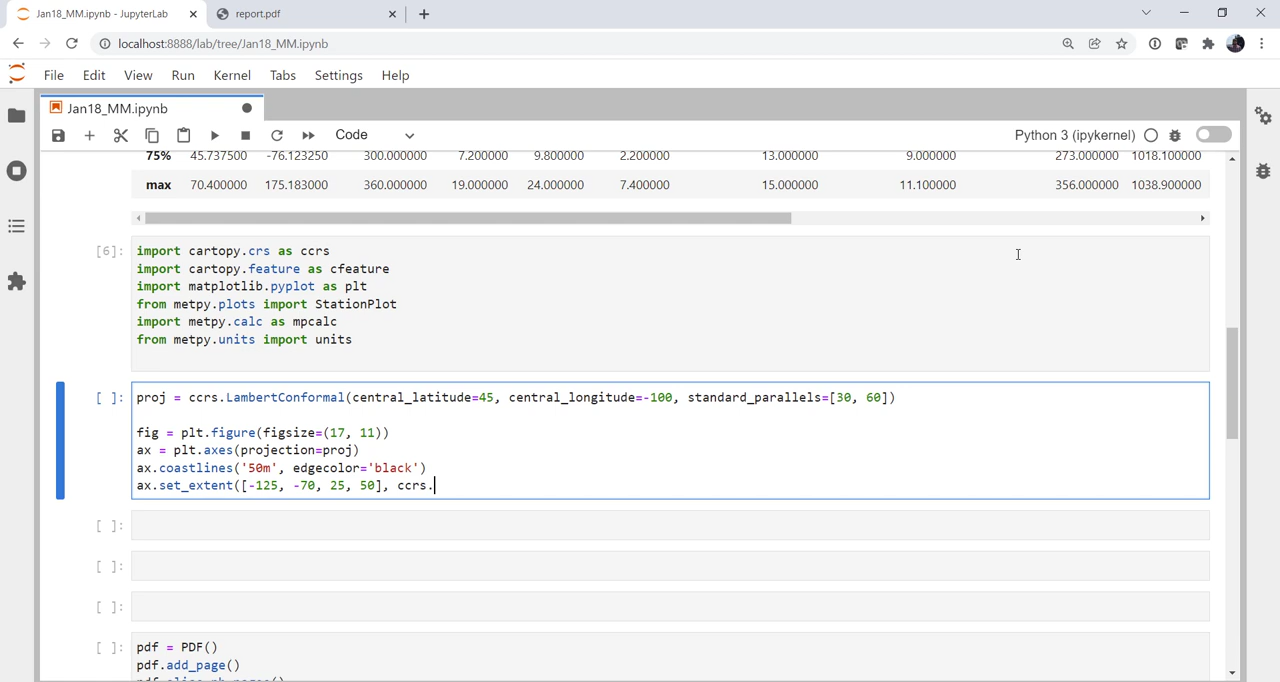 Jan18_MM.ipynb - JupyterLab
report.pdf
localhost:8888/lab/tree/Jan18_MM.ipynb
File Edit View Run Kernel Tabs Settings Help
Jan18_MM.ipynb
Code
Python 3 (ipykernel)
75% 45.737500 -76.123250 300.000000 7.200000 9.800000 2.200000 13.000000 9.000000 273.000000 1018.100000
max 70.400000 175.183000 360.000000 19.000000 24.000000 7.400000 15.000000 11.100000 356.000000 1038.900000
[6]: import cartopy.crs as ccrs
import cartopy.feature as cfeature
import matplotlib.pyplot as plt
from metpy.plots import StationPlot
import metpy.calc as mpcalc
from metpy.units import units
[ ]: proj = ccrs.LambertConformal(central_latitude=45, central_longitude=-100, standard_parallels=[30, 60])
fig = plt.figure(figsize=(17, 11))
ax = plt.axes(projection=proj)
ax.coastlines('50m', edgecolor='black')
ax.set_extent([-125, -70, 25, 50], ccrs.
[ ]:
[ ]:
[ ]:
[ ]: pdf = PDF()
pdf.add_page()